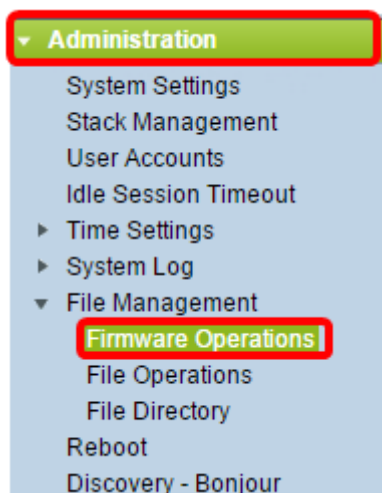 Administration
System Settings
Stack Management
User Accounts
Idle Session Timeout
Time Settings
System Log
File Management
Firmware Operations
File Operations
File Directory
Reboot
Discovery - Bonjour